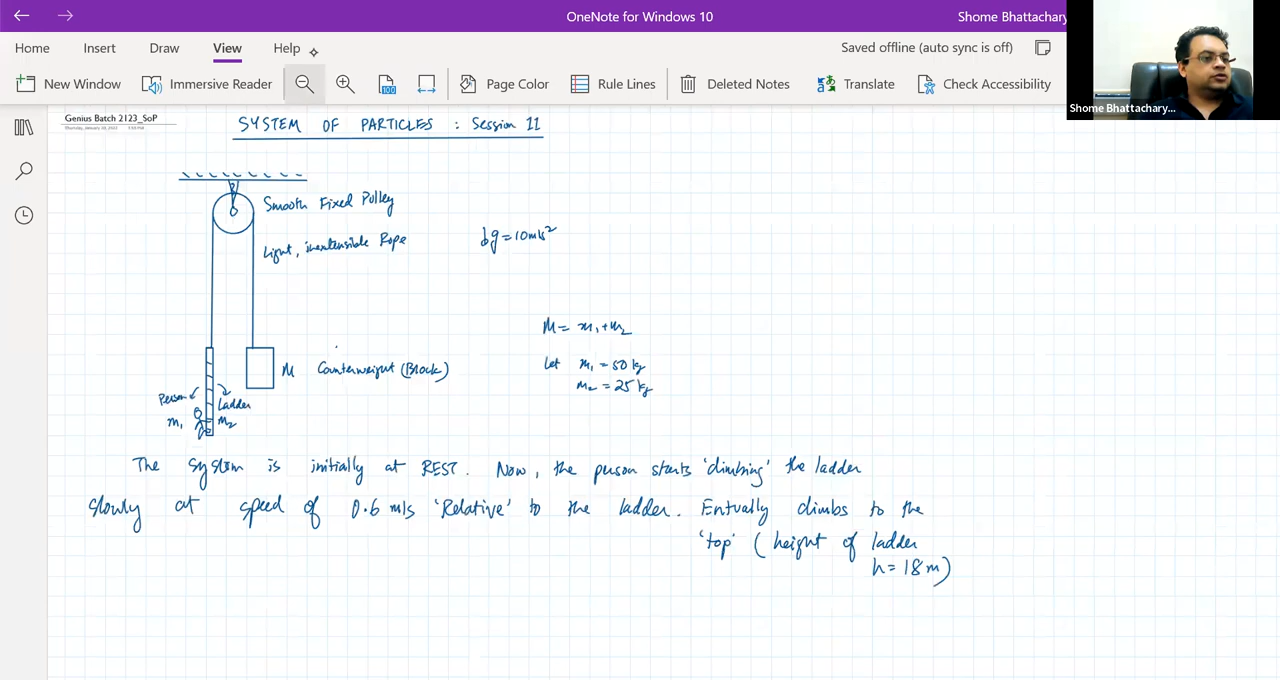 OneNote for Windows 10
Shome Bhattachary
Home Insert Draw View Help
Saved offline (auto sync is off)
New Window Immersive Reader Page Color Rule Lines Deleted Notes Translate Check Accessibility
Shome Bhattachary...
Genius Batch 2123_SoP
SYSTEM OF PARTICLES : Session II
Smooth Fixed Pulley
Light, inextensible Rope
g = 10 m/s²
M = m₁ + m₂
Let m₁ = 50 kg
m₂ = 25 kg
M Counterweight (Block)
Person Ladder
m₁ m₂
The system is initially at REST. Now, the person starts 'climbing' the ladder
slowly at speed of 0.6 m/s 'Relative' to the ladder. Entually climbs to the
'top' (height of ladder
h = 18 m)